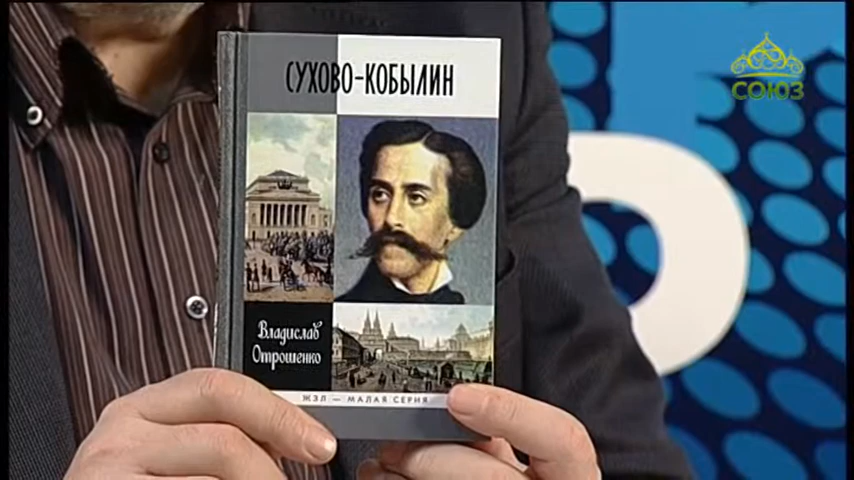 СОЮЗ
СУХОВО-КОБЫЛИН
Владислав
Отрошенко
ЖЗЛ — МАЛАЯ СЕРИЯ